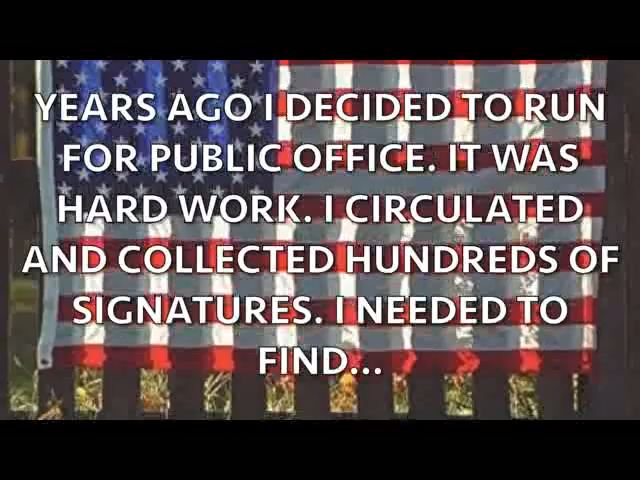 YEARS AGO I DECIDED TO RUN
FOR PUBLIC OFFICE. IT WAS
HARD WORK. I CIRCULATED
AND COLLECTED HUNDREDS OF
SIGNATURES. I NEEDED TO
FIND...